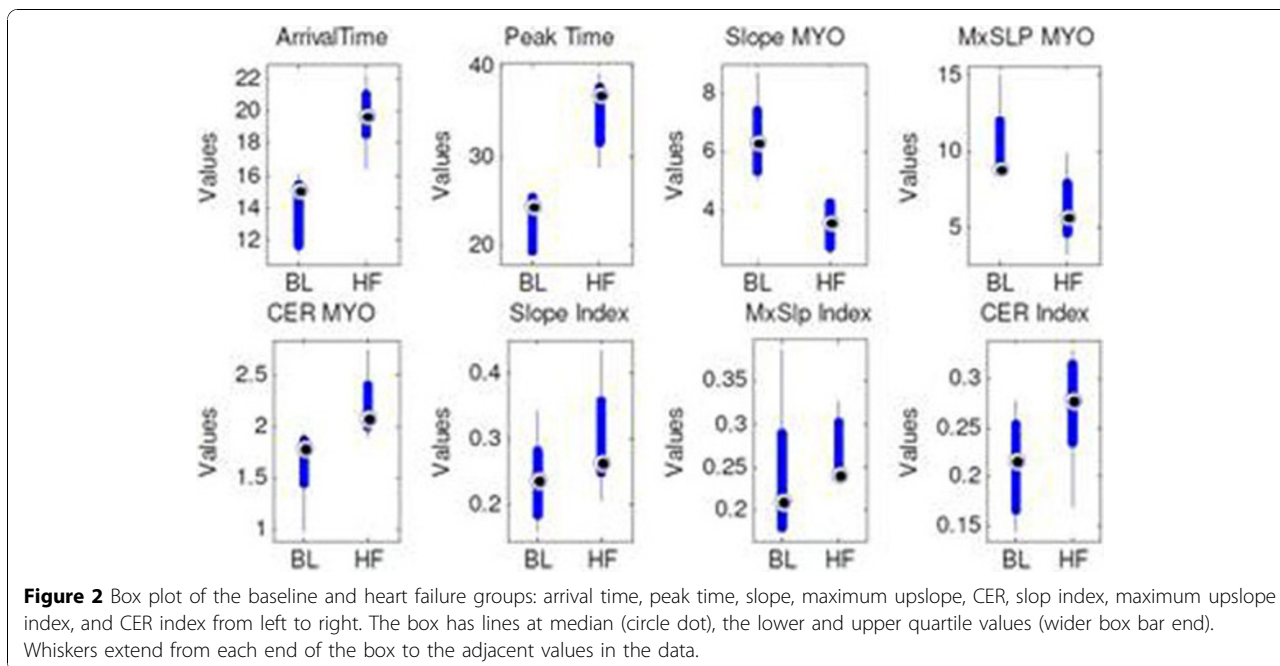 ArrivalTime Peak Time Slope MYO MxSLP MYO
Values 22 20 18 16 14 12 BL HF
Values 40 30 20 BL HF
Values 8 6 4 BL HF
Values 15 10 5 BL HF
CER MYO Slope Index MxSlp Index CER Index
Values 2.5 2 1.5 1 BL HF
Values 0.4 0.3 0.2 BL HF
Values 0.35 0.3 0.25 0.2 BL HF
Values 0.3 0.25 0.2 0.15 BL HF
Figure 2 Box plot of the baseline and heart failure groups: arrival time, peak time, slope, maximum upslope, CER, slop index, maximum upslope
index, and CER index from left to right. The box has lines at median (circle dot), the lower and upper quartile values (wider box bar end).
Whiskers extend from each end of the box to the adjacent values in the data.